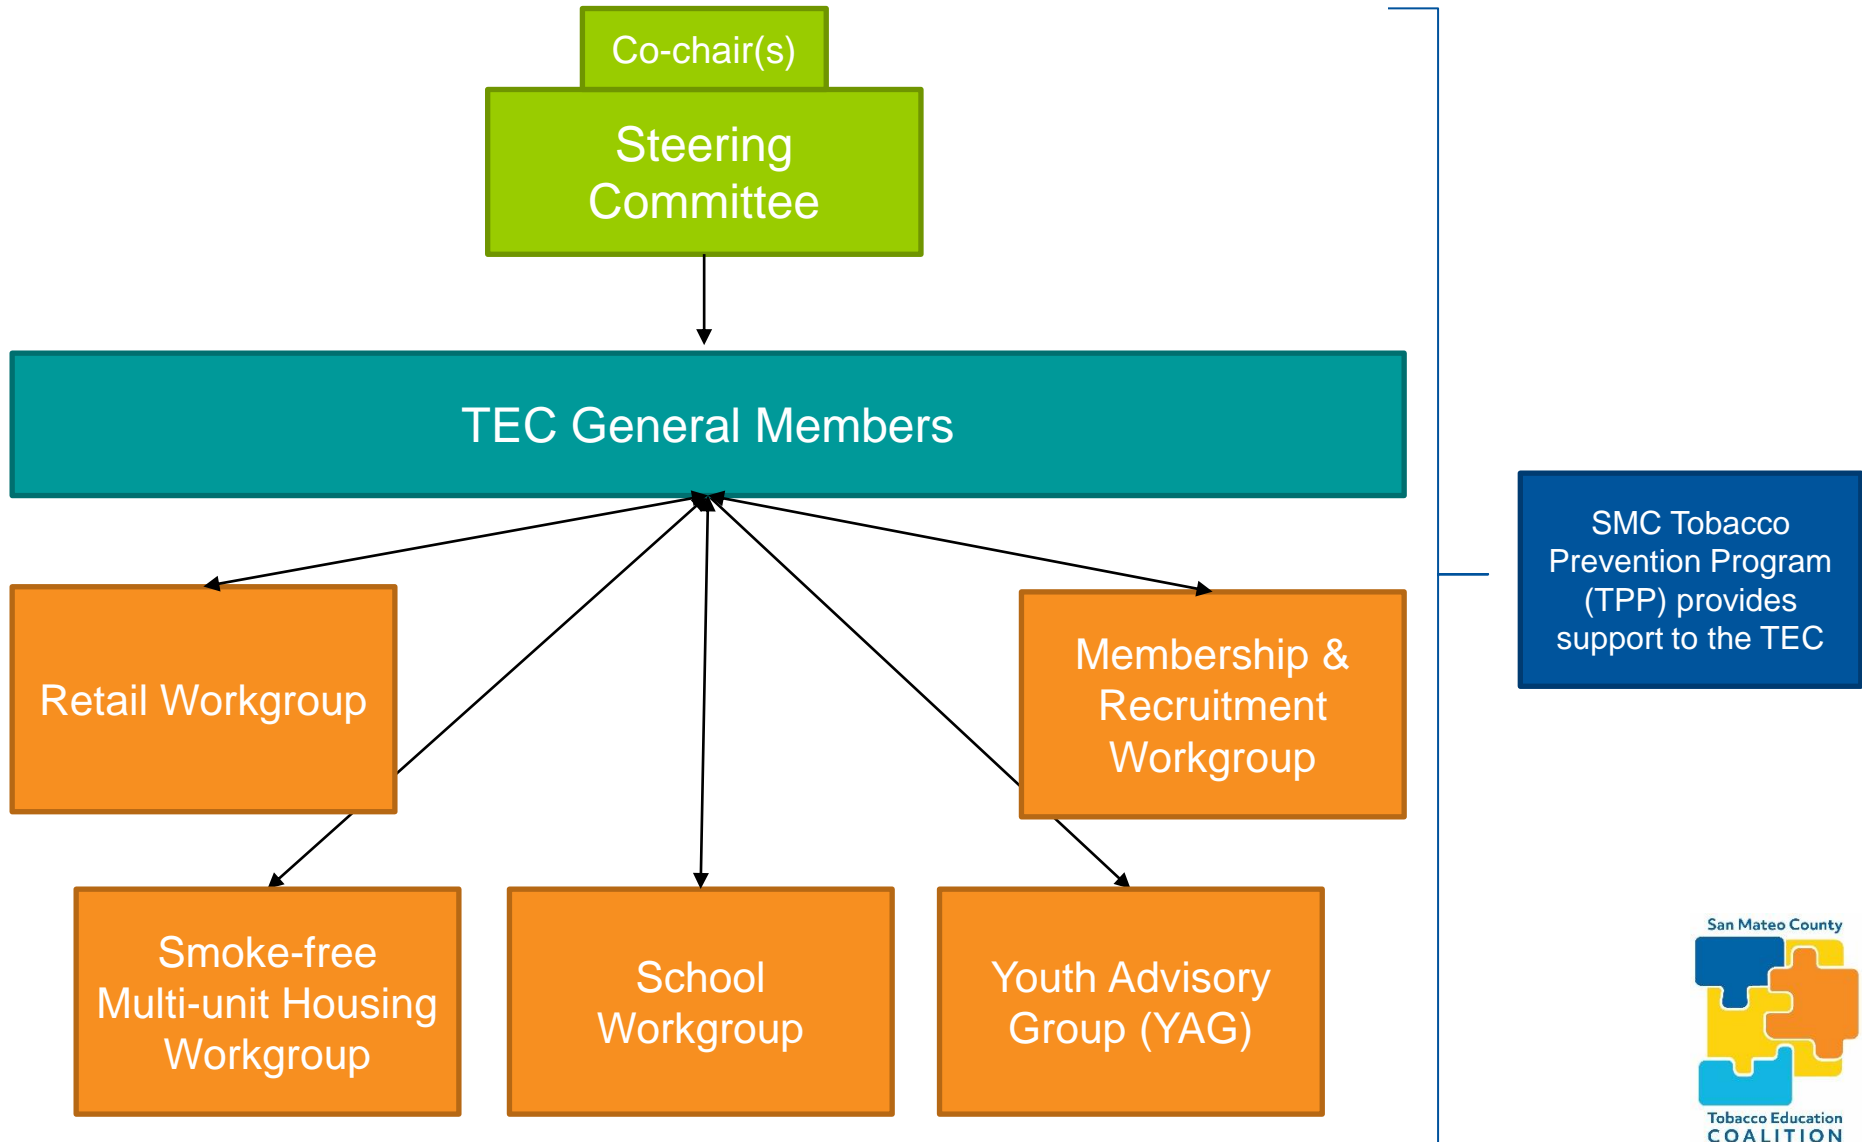 Co-chair(s)
Steering
Committee
TEC General Members
Retail Workgroup
Membership &
Recruitment
Workgroup
Smoke-free
Multi-unit Housing
Workgroup
School
Workgroup
Youth Advisory
Group (YAG)
SMC Tobacco
Prevention Program
(TPP) provides
support to the TEC
San Mateo County
Tobacco Education
COALITION